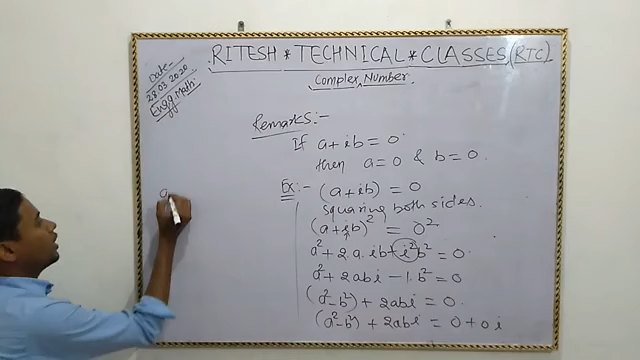 RITESH * TECHNICAL * CLASSES (RTC)
Complex Number
Date-
28.03.2020
Engg. Math.
Remarks:-
If a+ib=0
then a=0 & b=0.
Ex:- (a+ib) = 0
Squaring both sides.
(a+ib)² = 0²
a²+2.a.ib+i²b²=0
a²+2abi-1.b²=0
(a²-b²)+2abi=0.
(a²-b²)+2abi=0+0i
a